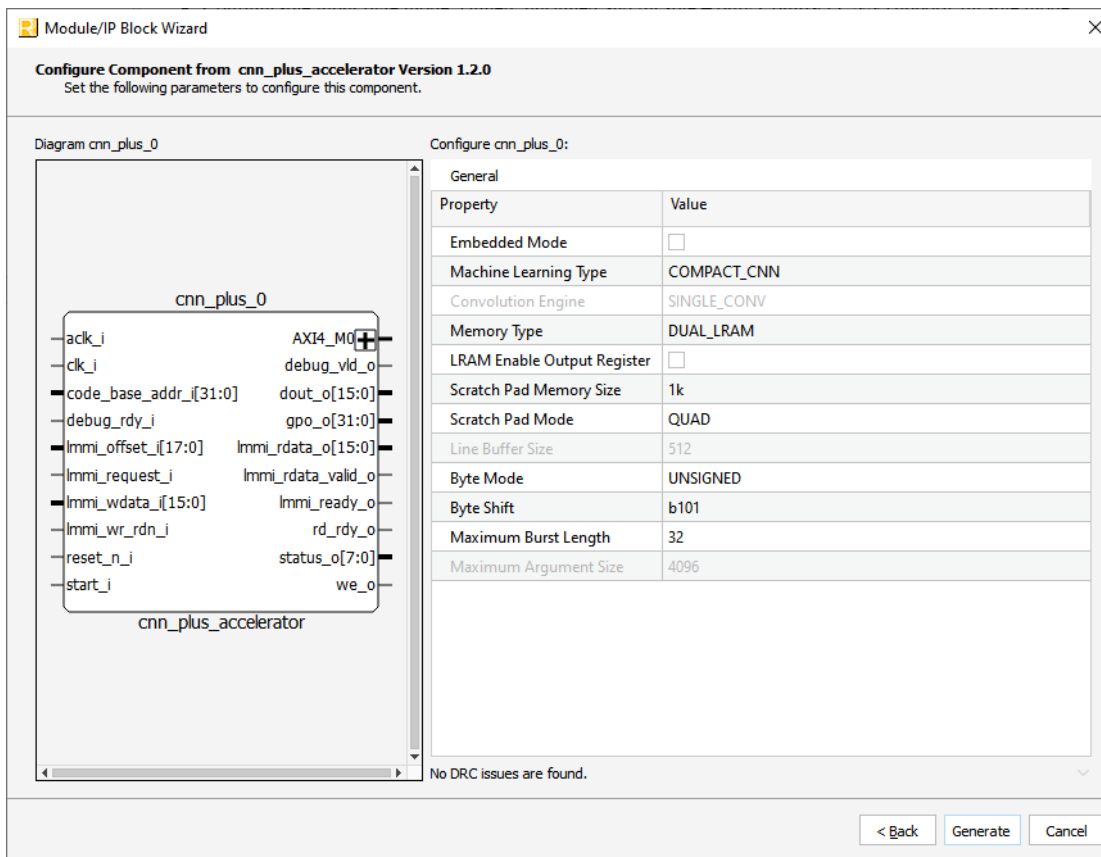 Module/IP Block Wizard
Configure Component from cnn_plus_accelerator Version 1.2.0
Set the following parameters to configure this component.
Diagram cnn_plus_0
cnn_plus_0
aclk_i AXI4_M0
clk_i debug_vld_o
code_base_addr_i[31:0] dout_o[15:0]
debug_rdy_i gpo_o[31:0]
lmmi_offset_i[17:0] lmmi_rdata_o[15:0]
lmmi_request_i lmmi_rdata_valid_o
lmmi_wdata_i[15:0] lmmi_ready_o
lmmi_wr_rdn_i rd_rdy_o
reset_n_i status_o[7:0]
start_i we_o
cnn_plus_accelerator
Configure cnn_plus_0:
General
Property Value
Embedded Mode
Machine Learning Type COMPACT_CNN
Convolution Engine SINGLE_CONV
Memory Type DUAL_LRAM
LRAM Enable Output Register
Scratch Pad Memory Size 1k
Scratch Pad Mode QUAD
Line Buffer Size 512
Byte Mode UNSIGNED
Byte Shift b101
Maximum Burst Length 32
Maximum Argument Size 4096
No DRC issues are found.
< Back Generate Cancel